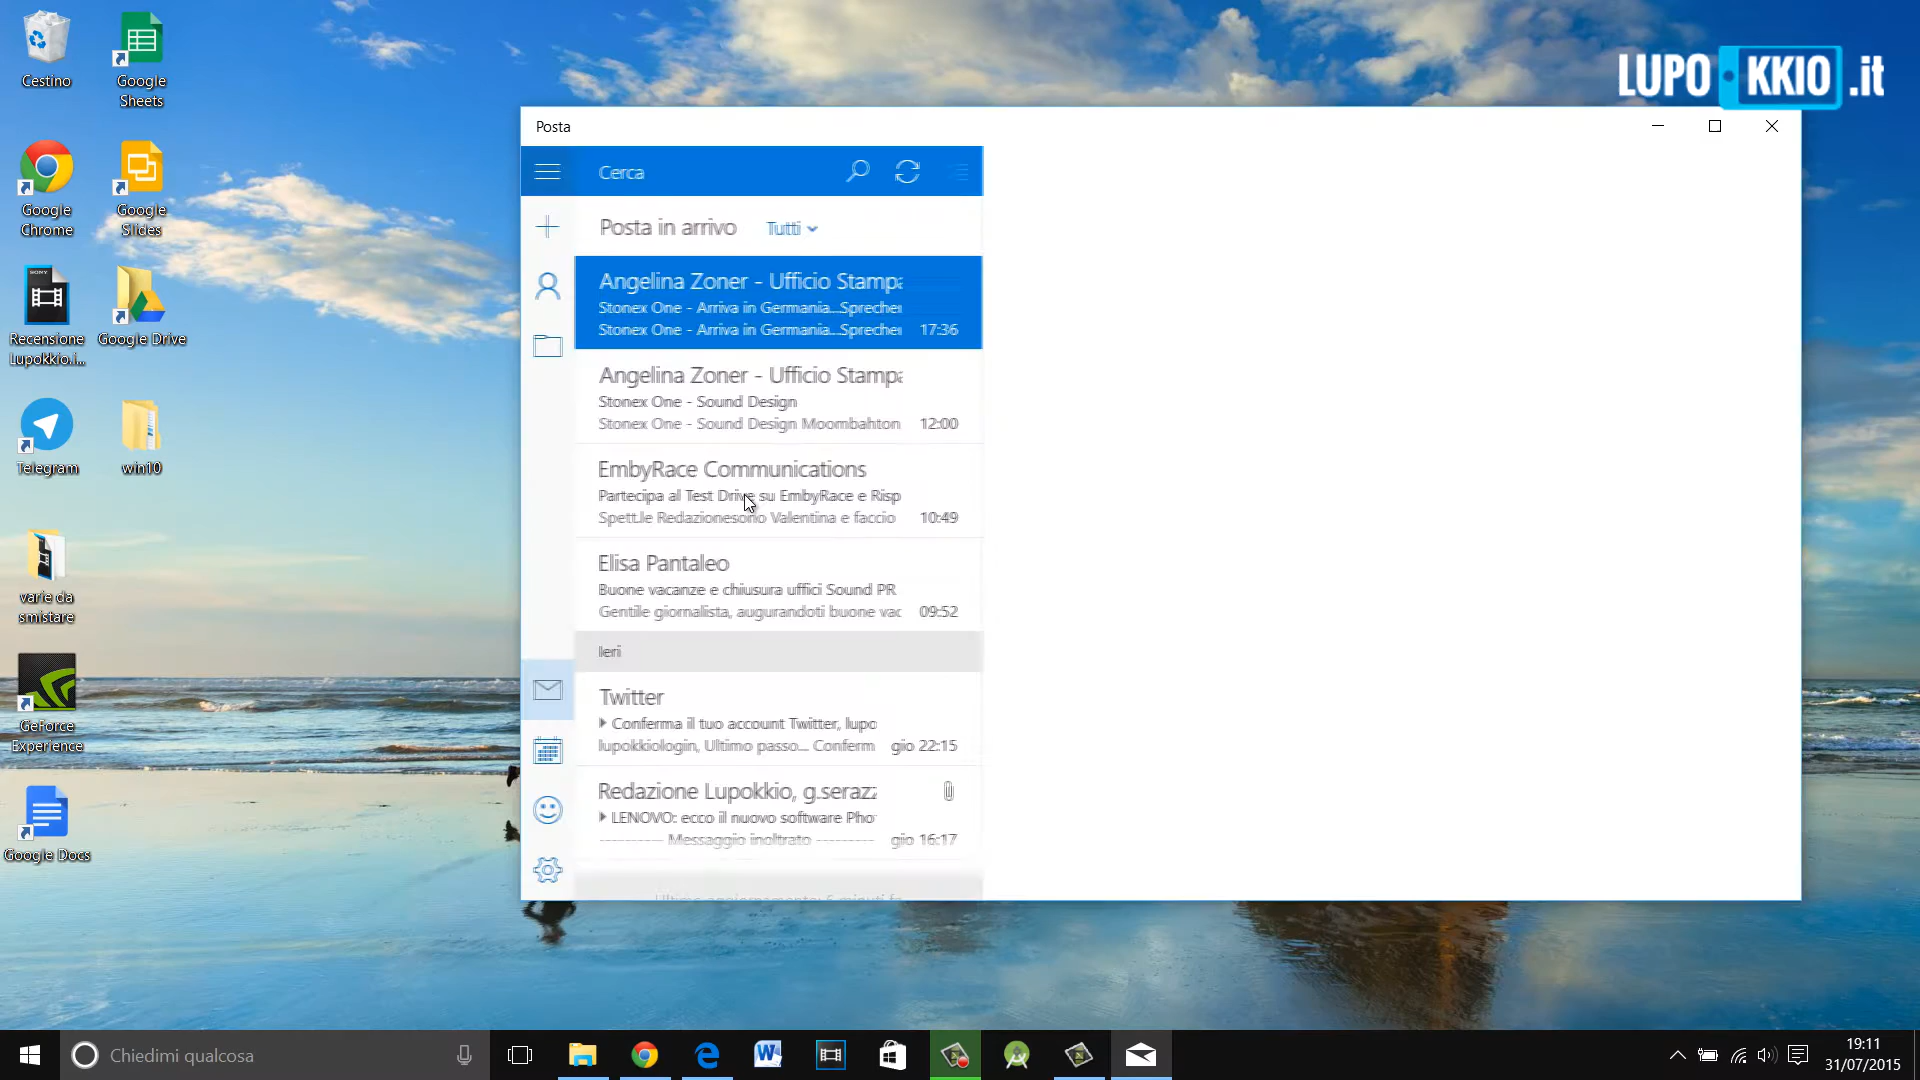 Cestino
Google Sheets
Google Chrome
Google Slides
SONY
Recensione Lupokkio.i...
Google Drive
Telegram
win10
varie da smistare
GeForce Experience
Google Docs
LUPO KKIO .it
Posta
Cerca
Posta in arrivo Tutti
Angelina Zoner - Ufficio Stampa
Stonex One - Arriva in Germania...Sprecher
Stonex One - Arriva in Germania...Sprecher 17:36
Angelina Zoner - Ufficio Stampa
Stonex One - Sound Design
Stonex One - Sound Design Moombahton 12:00
EmbyRace Communications
Partecipa al Test Drive su EmbyRace e Risp
Spett.le Redazionesono Valentina e faccio 10:49
Elisa Pantaleo
Buone vacanze e chiusura uffici Sound PR
Gentile giornalista, augurandoti buone vac 09:52
Ieri
Twitter
Conferma il tuo account Twitter, lupo
lupokkiologin, Ultimo passo... Conferm gio 22:15
Redazione Lupokkio, g.serazz
LENOVO: ecco il nuovo software Pho
---------- Messaggio inoltrato --------- gio 16:17
Chiedimi qualcosa
19:11
31/07/2015